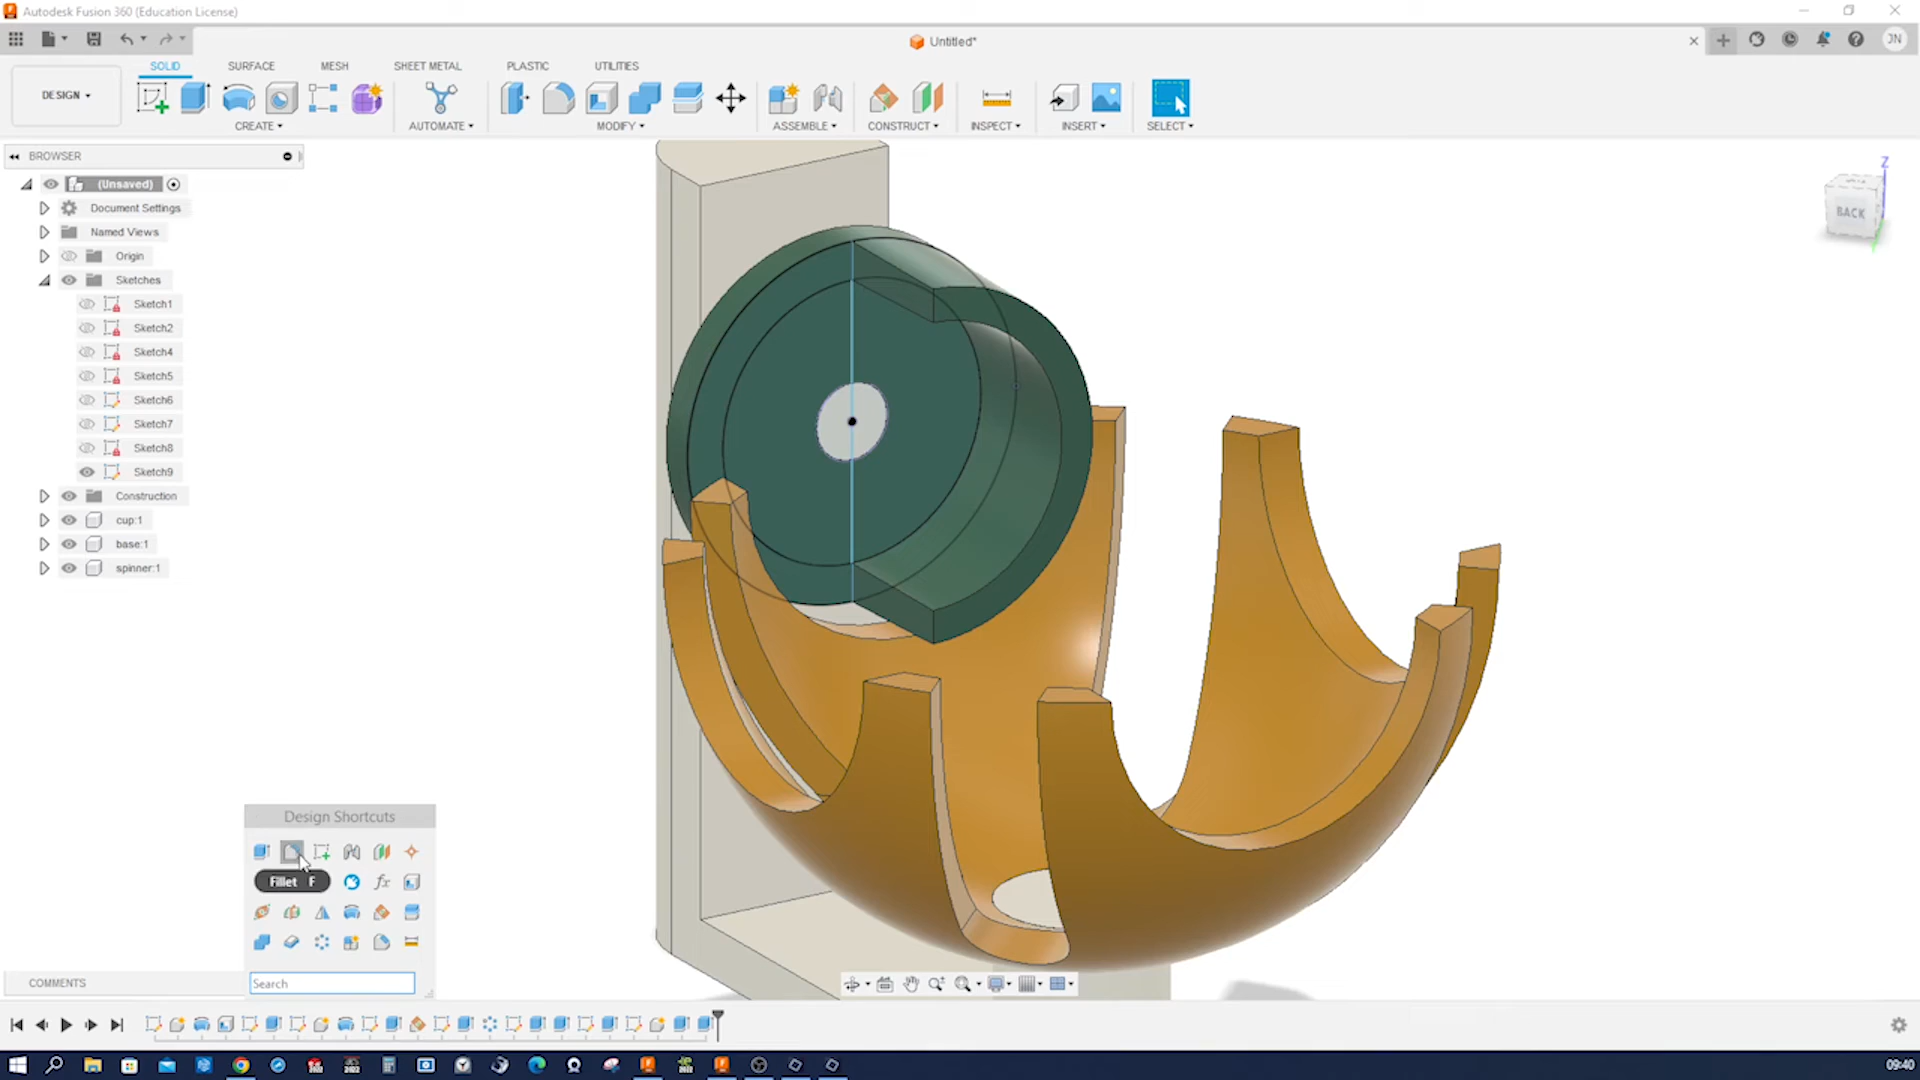 Autodesk Fusion 360 (Education License)
Untitled*
JN
SOLID SURFACE MESH SHEET METAL PLASTIC UTILITIES
DESIGN
CREATE AUTOMATE MODIFY ASSEMBLE CONSTRUCT INSPECT INSERT SELECT
BROWSER
(Unsaved)
Document Settings
Named Views
Origin
Sketches
Sketch1
Sketch2
Sketch4
Sketch5
Sketch6
Sketch7
Sketch8
Sketch9
Construction
cup:1
base:1
spinner:1
Z
BACK
Design Shortcuts
Fillet F
fx
Search
COMMENTS
09:40